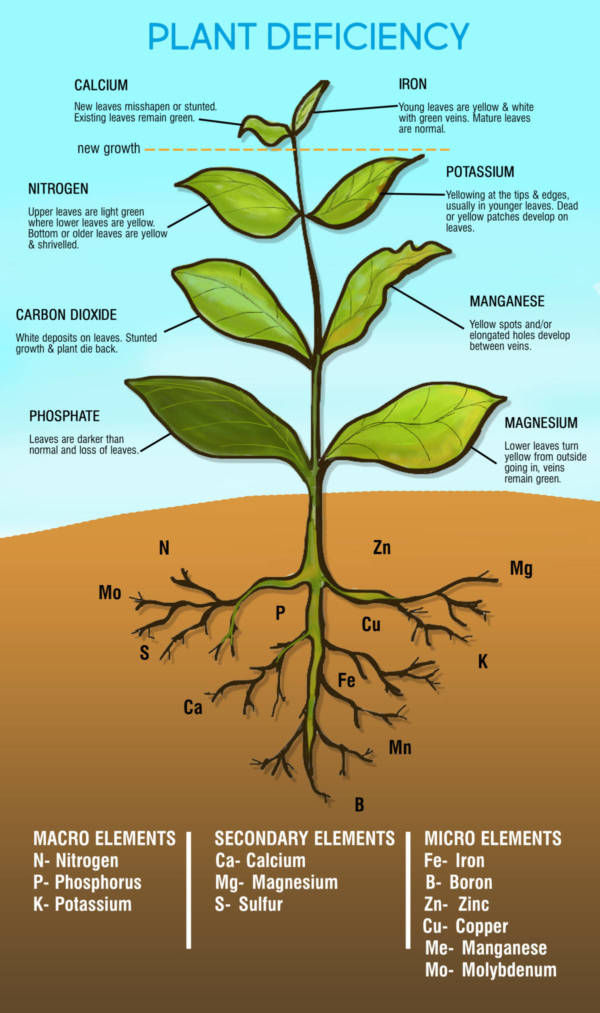 PLANT DEFICIENCY
CALCIUM
New leaves misshapen or stunted.
Existing leaves remain green.
IRON
Young leaves are yellow & white
with green veins. Mature leaves
are normal.
new growth
NITROGEN
Upper leaves are light green
where lower leaves are yellow.
Bottom or older leaves are yellow
& shrivelled.
POTASSIUM
Yellowing at the tips & edges,
usually in younger leaves. Dead
or yellow patches develop on
leaves.
CARBON DIOXIDE
White deposits on leaves. Stunted
growth & plant die back.
MANGANESE
Yellow spots and/or
elongated holes develop
between veins.
PHOSPHATE
Leaves are darker than
normal and loss of leaves.
MAGNESIUM
Lower leaves turn
yellow from outside
going in, veins
remain green.
N
Zn
Mg
Mo
P
Cu
S
K
Fe
Ca
Mn
B
MACRO ELEMENTS
N- Nitrogen
P- Phosphorus
K- Potassium
SECONDARY ELEMENTS
Ca- Calcium
Mg- Magnesium
S- Sulfur
MICRO ELEMENTS
Fe- Iron
B- Boron
Zn- Zinc
Cu- Copper
Me- Manganese
Mo- Molybdenum